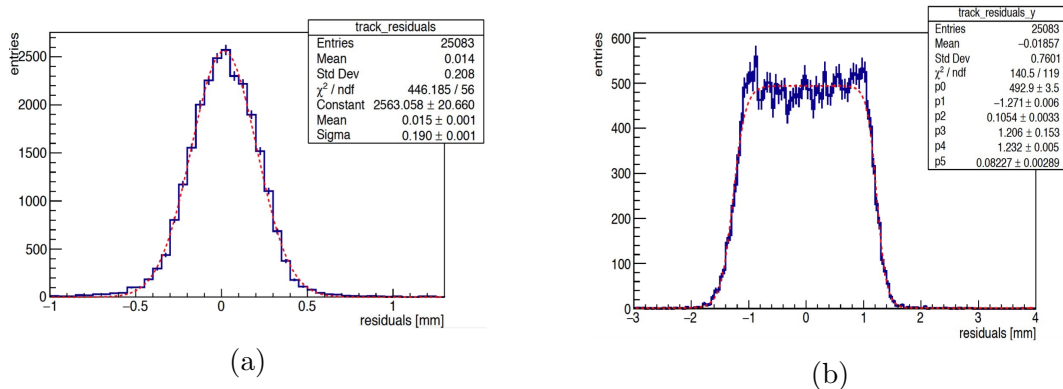 track_residuals
Entries 25083
Mean 0.014
Std Dev 0.208
χ² / ndf 446.185 / 56
Constant 2563.058 ± 20.660
Mean 0.015 ± 0.001
Sigma 0.190 ± 0.001
entries
2500
2000
1500
1000
500
0
−1 −0.5 0 0.5 1
residuals [mm]
(a)
track_residuals_y
Entries 25083
Mean −0.01857
Std Dev 0.7601
χ² / ndf 140.5 / 119
p0 492.9 ± 3.5
p1 −1.271 ± 0.006
p2 0.1054 ± 0.0033
p3 1.206 ± 0.153
p4 1.232 ± 0.005
p5 0.08227 ± 0.00289
entries
600
500
400
300
200
100
0
−3 −2 −1 0 1 2 3 4
residuals [mm]
(b)